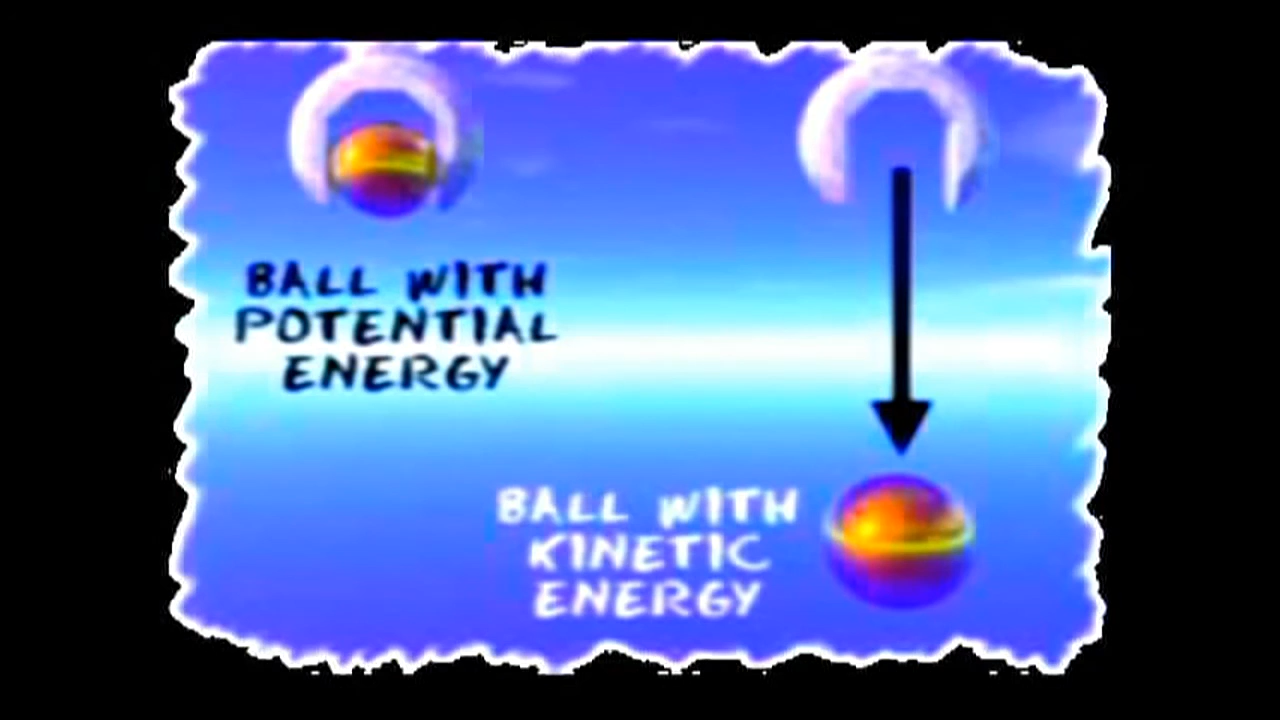 BALL WITH
POTENTIAL
ENERGY
BALL WITH
KINETIC
ENERGY